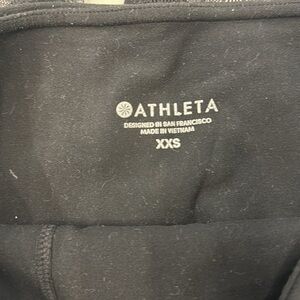 ATHLETA
DESIGNED IN SAN FRANCISCO
MADE IN VIETNAM
XXS